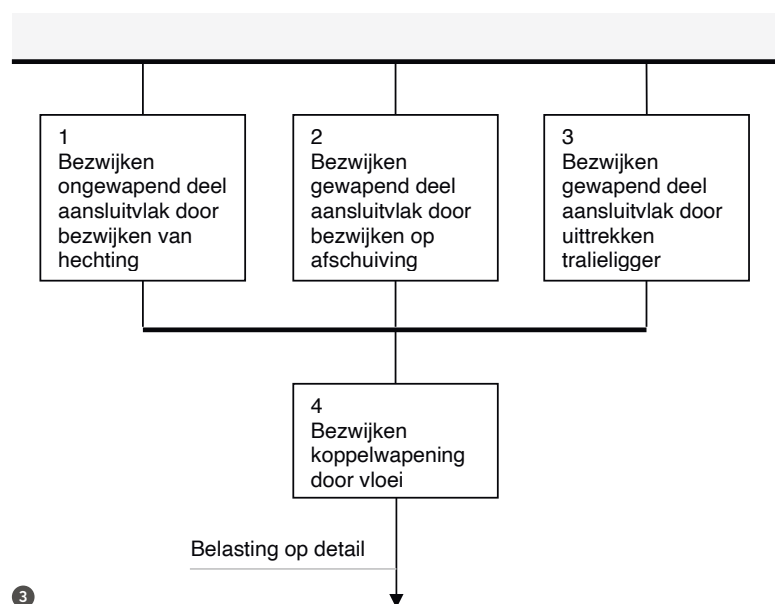 1
Bezwijken
ongewapend deel
aansluitvlak door
bezwijken van
hechting
2
Bezwijken
gewapend deel
aansluitvlak door
bezwijken op
afschuiving
3
Bezwijken
gewapend deel
aansluitvlak door
uittrekken
tralieligger
4
Bezwijken
koppelwapening
door vloei
Belasting op detail
3